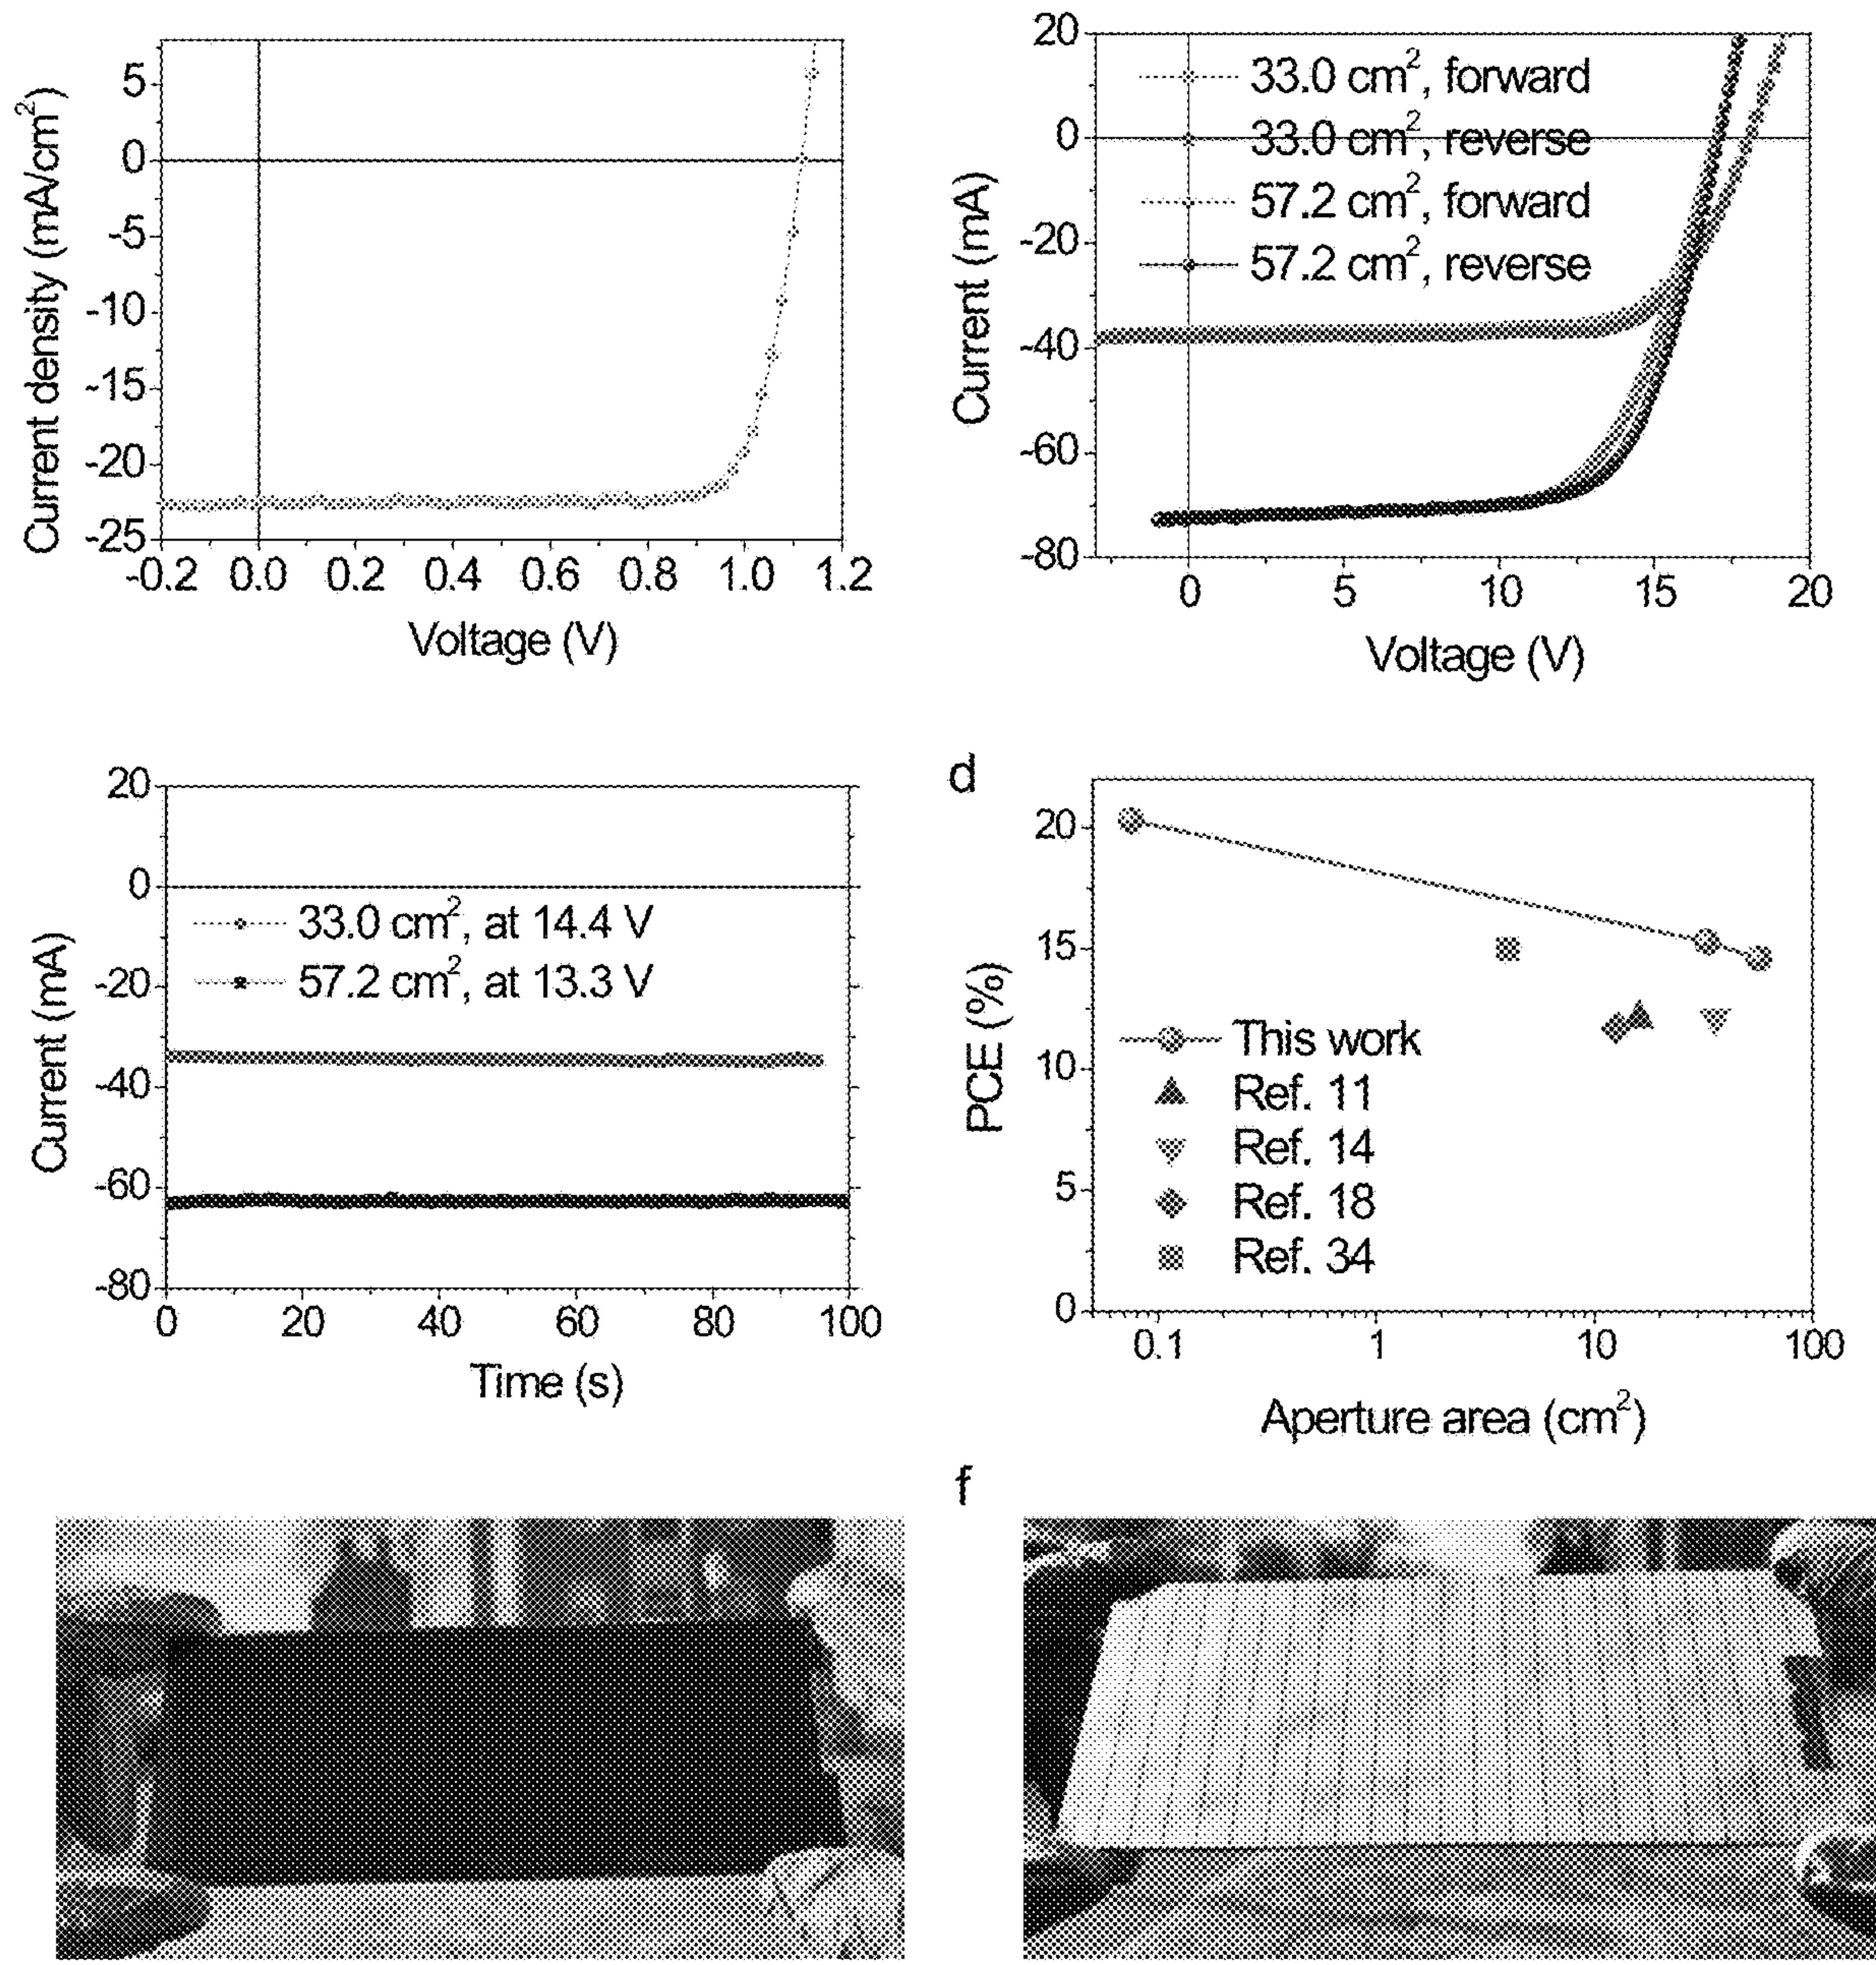 5
0
-5
-10
-15
-20
-25
-0.2 0.0 0.2 0.4 0.6 0.8 1.0 1.2
Current density (mA/cm²)
Voltage (V)
20
0
-20
-40
-60
-80
0 5 10 15 20
Current (mA)
Voltage (V)
33.0 cm², forward
33.0 cm², reverse
57.2 cm², forward
57.2 cm², reverse
20
0
-20
-40
-60
-80
0 20 40 60 80 100
Current (mA)
Time (s)
33.0 cm², at 14.4 V
57.2 cm², at 13.3 V
d
20
15
10
5
0
0.1 1 10 100
PCE (%)
Aperture area (cm²)
This work
Ref. 11
Ref. 14
Ref. 18
Ref. 34
f